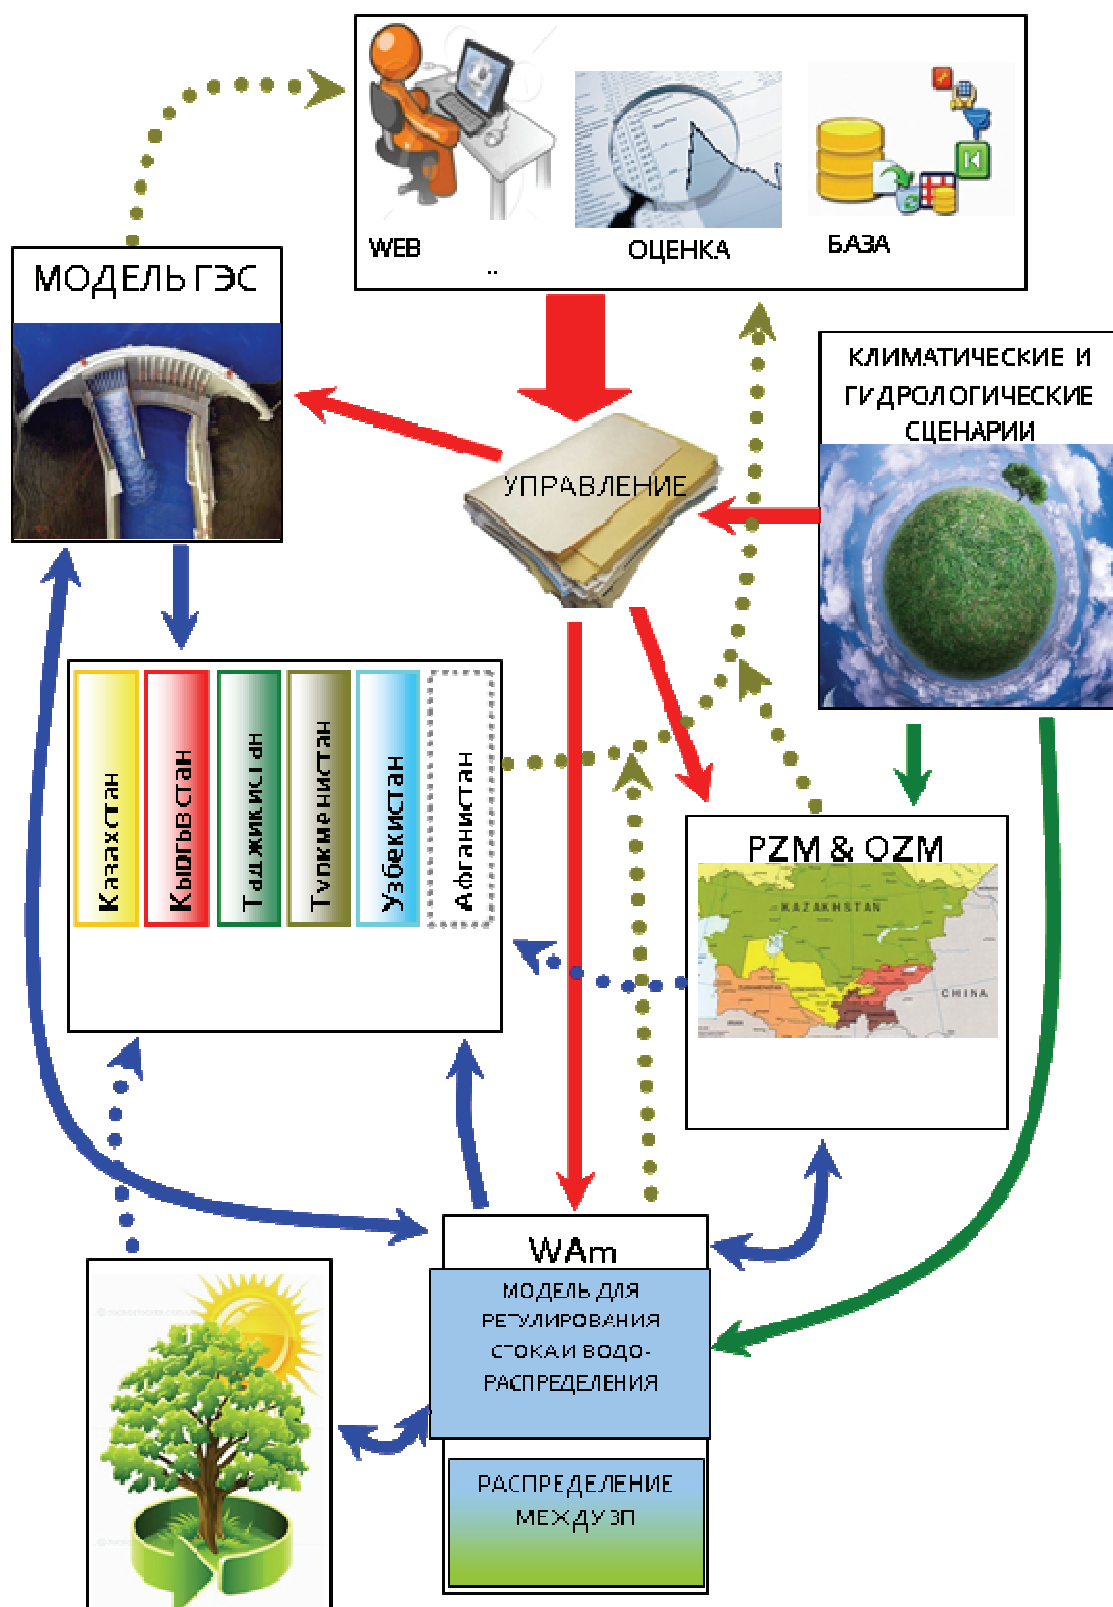 WEB
ОЦЕНКА
БАЗА
..
МОДЕЛЬ ГЭС
КЛИМАТИЧЕСКИЕ И
ГИДРОЛОГИЧЕСКИЕ
СЦЕНАРИИ
УПРАВЛЕНИЕ
Казахстан
Кыргызстан
Таджикистан
Туркменистан
Узбекистан
Афганистан
PZM & OZM
KAZAKHSTAN
CHINA
WAm
МОДЕЛЬ ДЛЯ
РЕГУЛИРОВАНИЯ
СТОКА И ВОДО-
РАСПРЕДЕЛЕНИЯ
РАСПРЕДЕЛЕНИЕ
МЕЖДУ ЗП